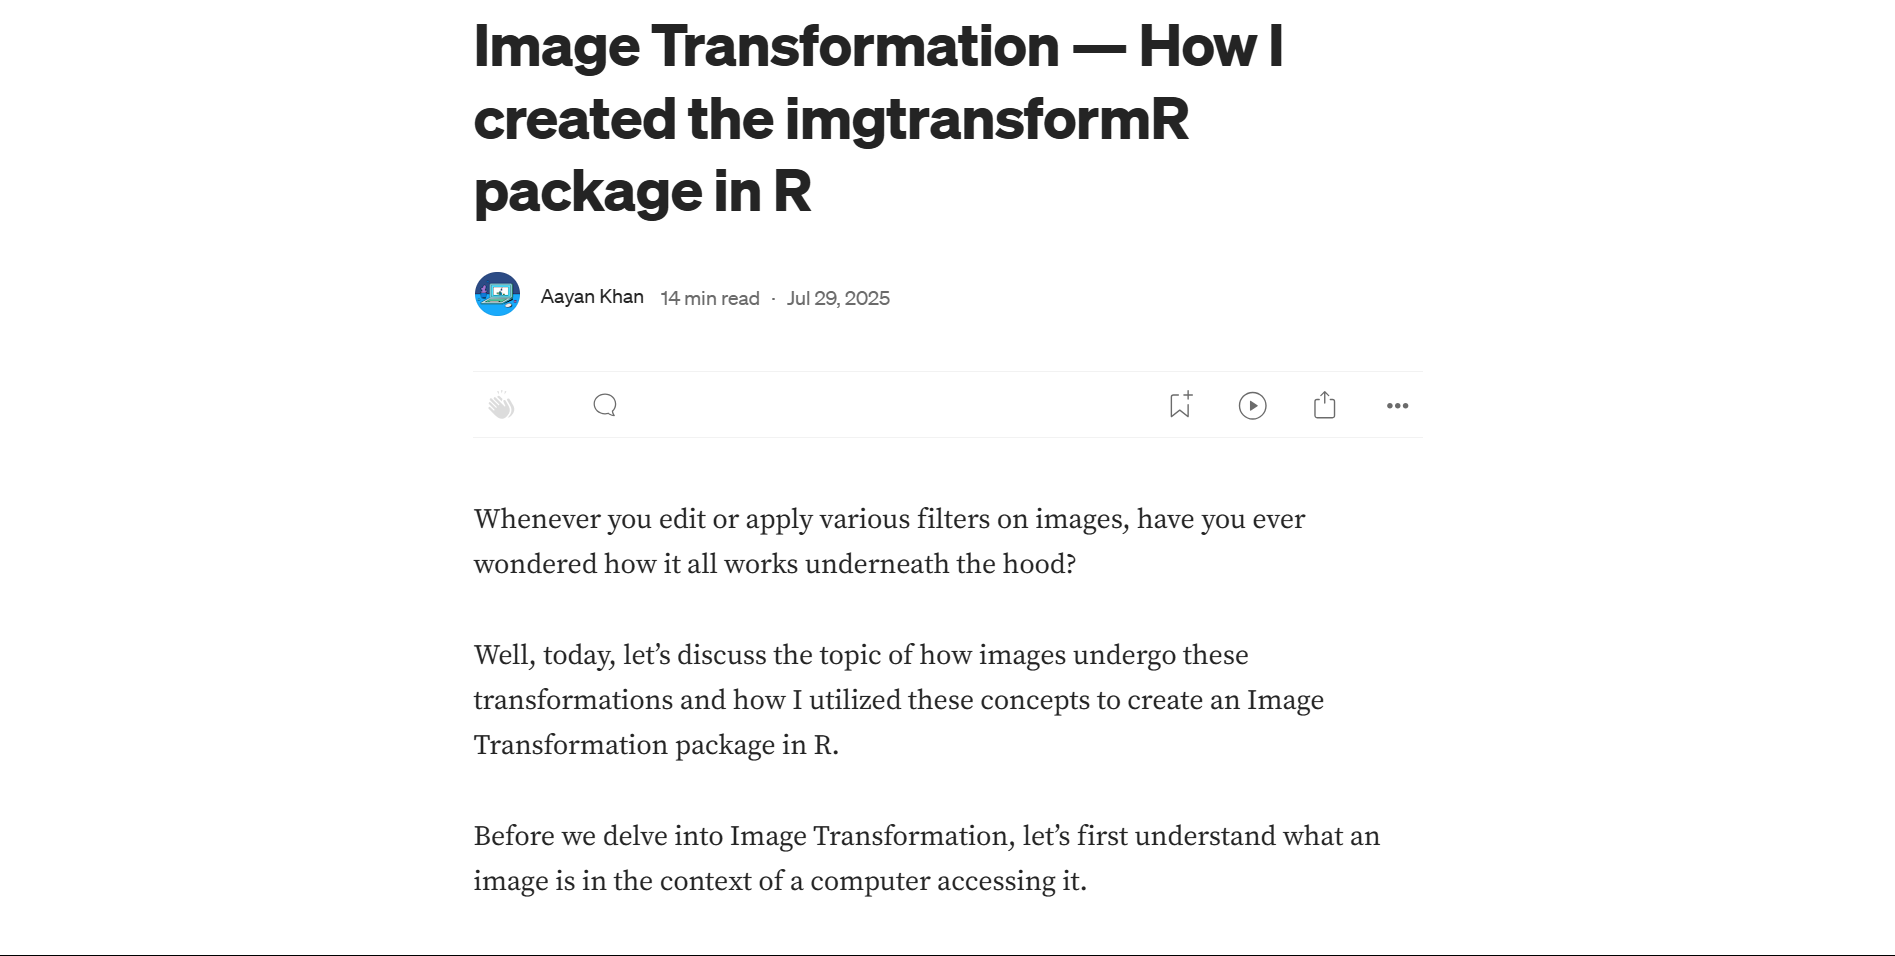 Image Transformation — How I
created the imgtransformR
package in R
Aayan Khan 14 min read · Jul 29, 2025
Whenever you edit or apply various filters on images, have you ever
wondered how it all works underneath the hood?
Well, today, let’s discuss the topic of how images undergo these
transformations and how I utilized these concepts to create an Image
Transformation package in R.
Before we delve into Image Transformation, let’s first understand what an
image is in the context of a computer accessing it.